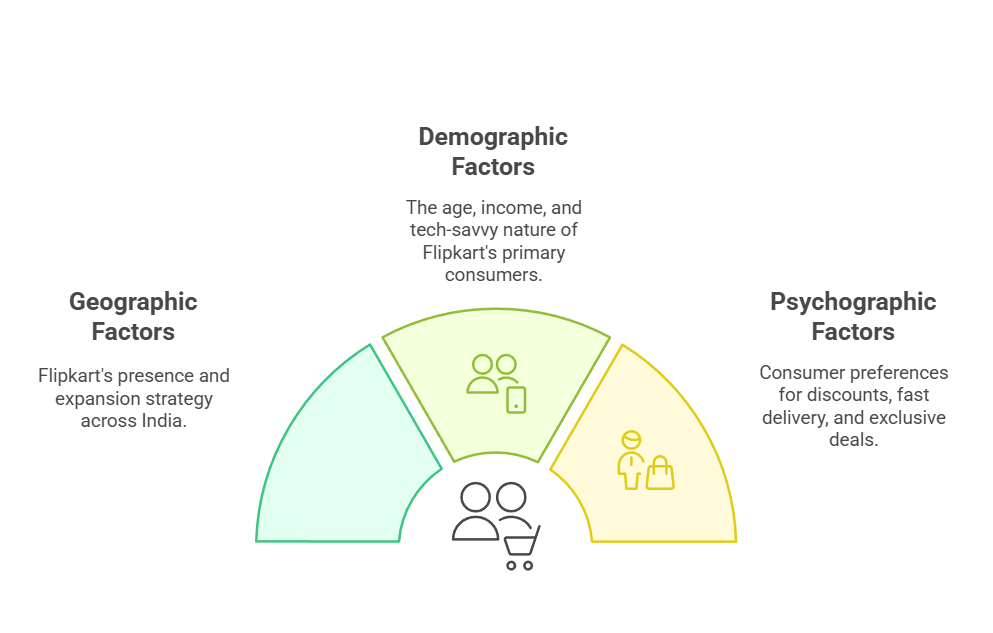 Demographic
Factors
The age, income, and
tech-savvy nature of
Flipkart's primary
consumers.
Geographic
Factors
Flipkart's presence and
expansion strategy
across India.
Psychographic
Factors
Consumer preferences
for discounts, fast
delivery, and exclusive
deals.